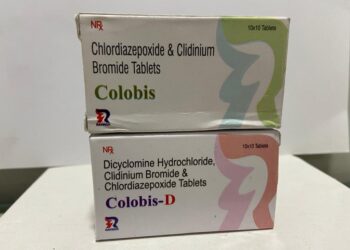 NRx
10x10 Tablets
Chlordiazepoxide & Clidinium
Bromide Tablets
Colobis
NRx
10x10 Tablets
Dicyclomine Hydrochloride,
Clidinium Bromide &
Chlordiazepoxide Tablets
Colobis-D